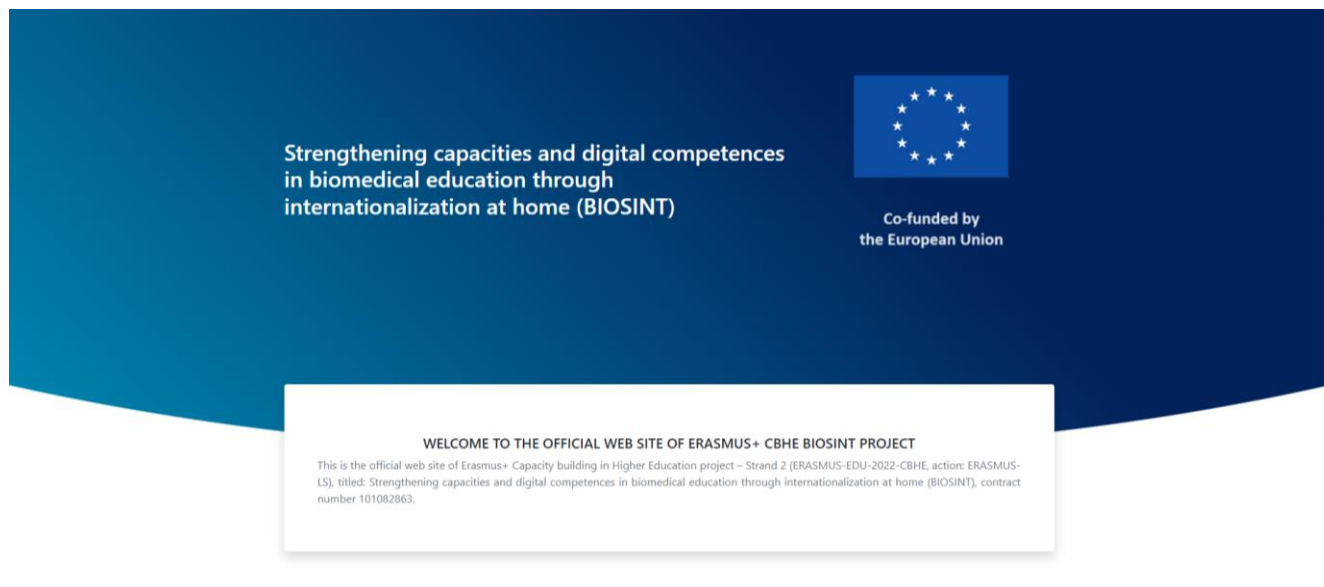 Strengthening capacities and digital competences
in biomedical education through
internationalization at home (BIOSINT)
Co-funded by
the European Union
WELCOME TO THE OFFICIAL WEB SITE OF ERASMUS+ CBHE BIOSINT PROJECT
This is the official web site of Erasmus+ Capacity building in Higher Education project – Strand 2 (ERASMUS-EDU-2022-CBHE, action: ERASMUS-
LS), titled: Strengthening capacities and digital competences in biomedical education through internationalization at home (BIOSINT), contract
number 101082863.